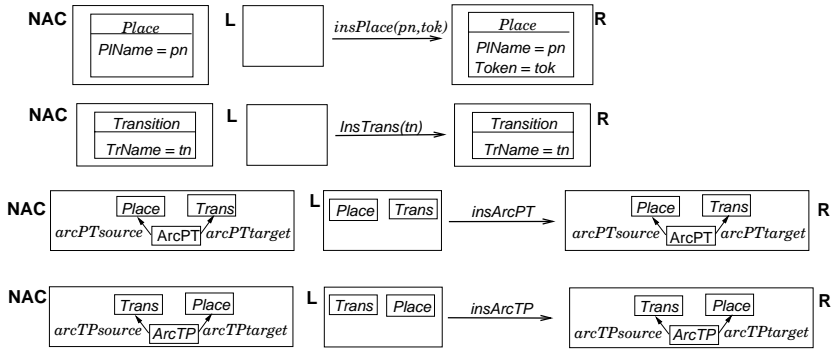 NAC L insPlace(pn,tok) R
Place Place
PlName = pn PlName = pn
Token = tok
NAC L InsTrans(tn) R
Transition Transition
TrName = tn TrName = tn
NAC L insArcPT R
Place Trans Place Trans Place Trans
arcPTsource ArcPT arcPTtarget arcPTsource ArcPT arcPTtarget
NAC L insArcTP R
Trans Place Trans Place Trans Place
arcTPsource ArcTP arcTPtarget arcTPsource ArcTP arcTPtarget